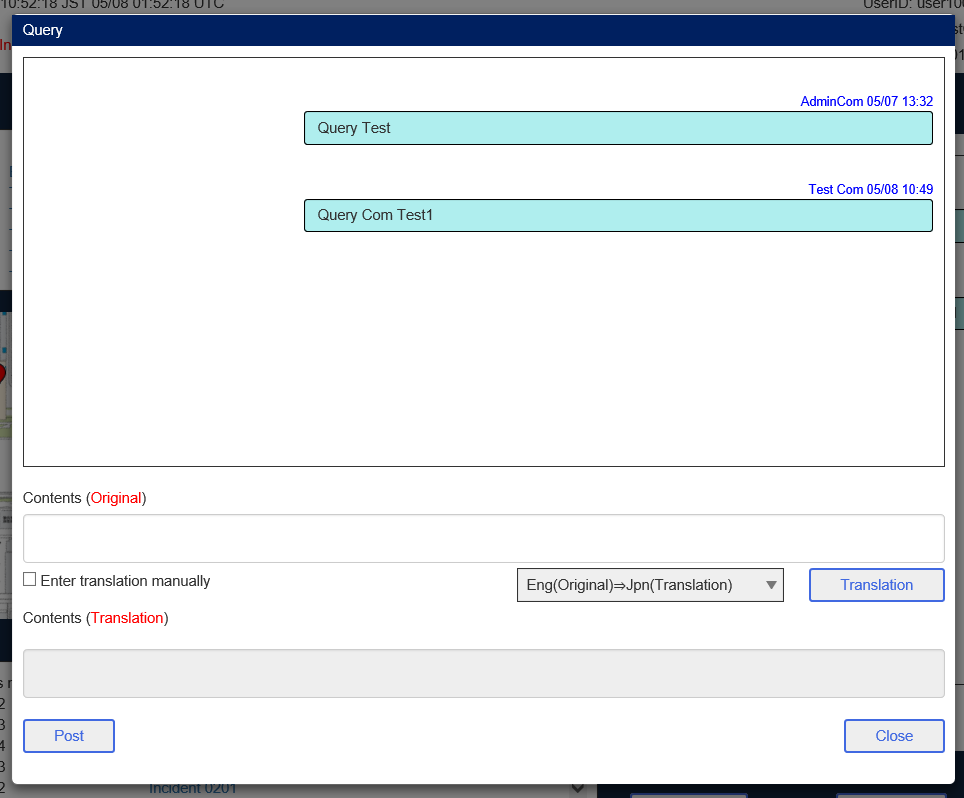 10:52:18 JST 05/08 01:52:18 UTC
UserID: user100
Query
AdminCom 05/07 13:32
Query Test
Test Com 05/08 10:49
Query Com Test1
Contents (Original)
Enter translation manually
Eng(Original)⇒Jpn(Translation)
Translation
Contents (Translation)
Post
Close
Incident 0201